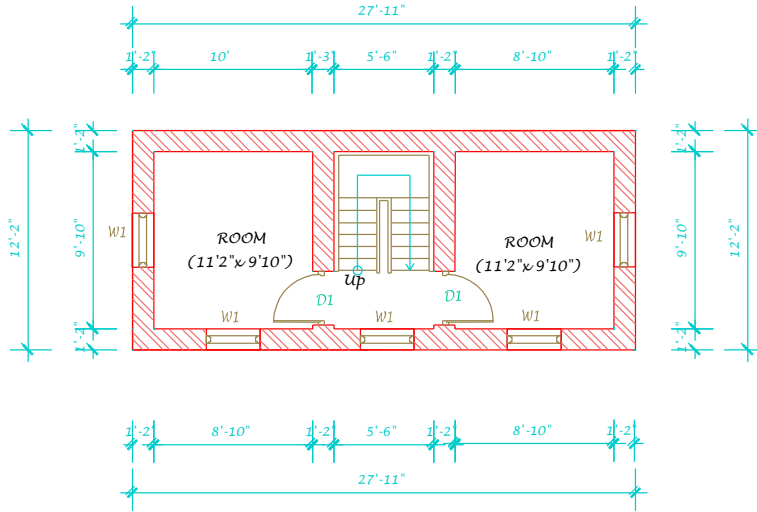 27'-11"
1'-2" 10' 1'-3" 5'-6" 1'-2" 8'-10" 1'-2"
1'-2" 1'-2"
12'-2" 9'-10" W1 ROOM ROOM W1 9'-10" 12'-2"
(11'2"x 9'10") (11'2"x 9'10")
Up
D1 D1
W1 W1 W1
1'-2" 1'-2"
1'-2" 8'-10" 1'-2" 5'-6" 1'-2" 8'-10" 1'-2"
27'-11"